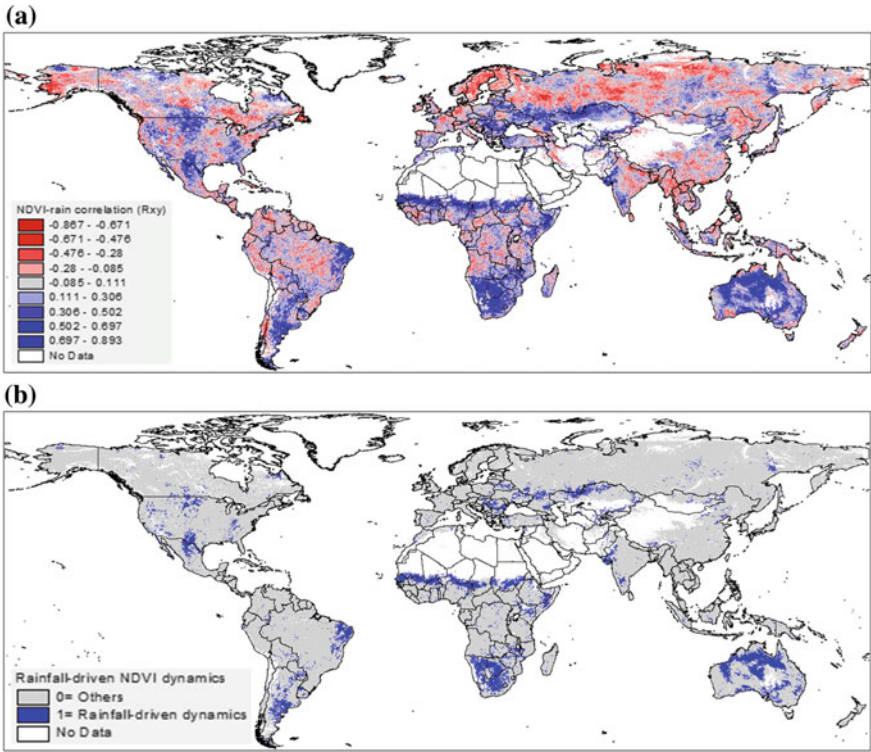 (a)
NDVI-rain correlation (Rxy)
-0.867 - -0.671
-0.671 - -0.476
-0.476 - -0.28
-0.28 - -0.085
-0.085 - 0.111
0.111 - 0.306
0.306 - 0.502
0.502 - 0.697
0.697 - 0.893
No Data
(b)
Rainfall-driven NDVI dynamics
0= Others
1= Rainfall-driven dynamics
No Data